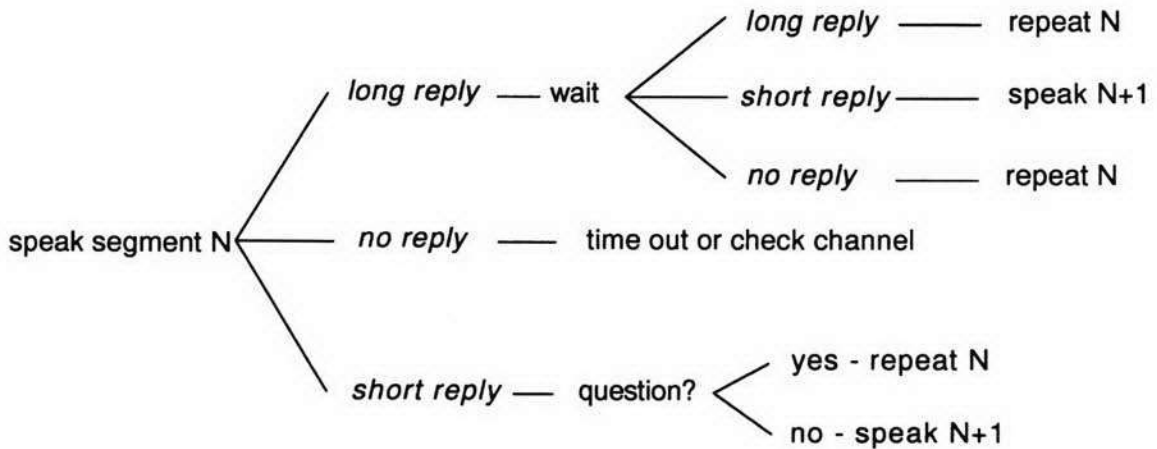 long reply — repeat N
long reply — wait
short reply — speak N+1
no reply — repeat N
speak segment N
no reply — time out or check channel
yes - repeat N
short reply — question?
no - speak N+1